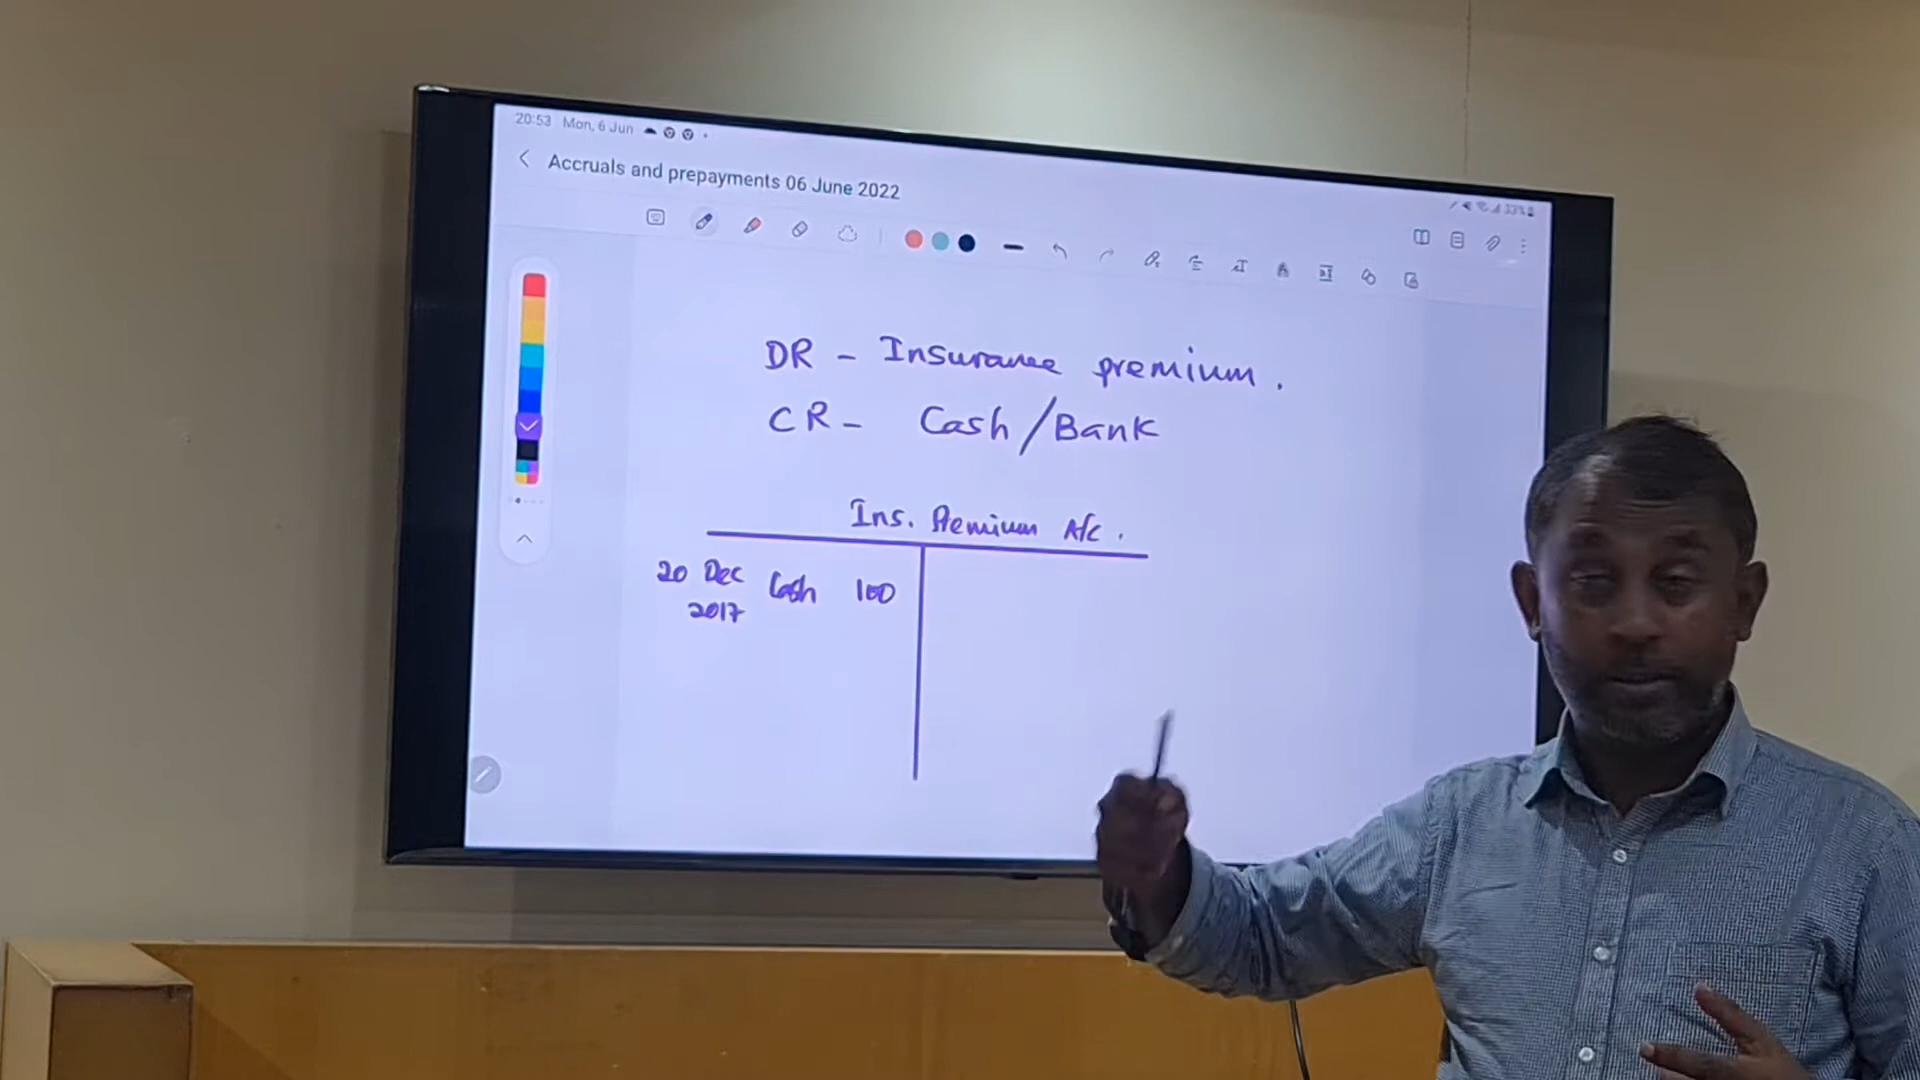 20:53 Mon, 6 Jun
33%
Accruals and prepayments 06 June 2022
DR - Insurance premium.
CR - Cash/Bank
Ins. Premium A/C.
20 Dec Cash 100
2017